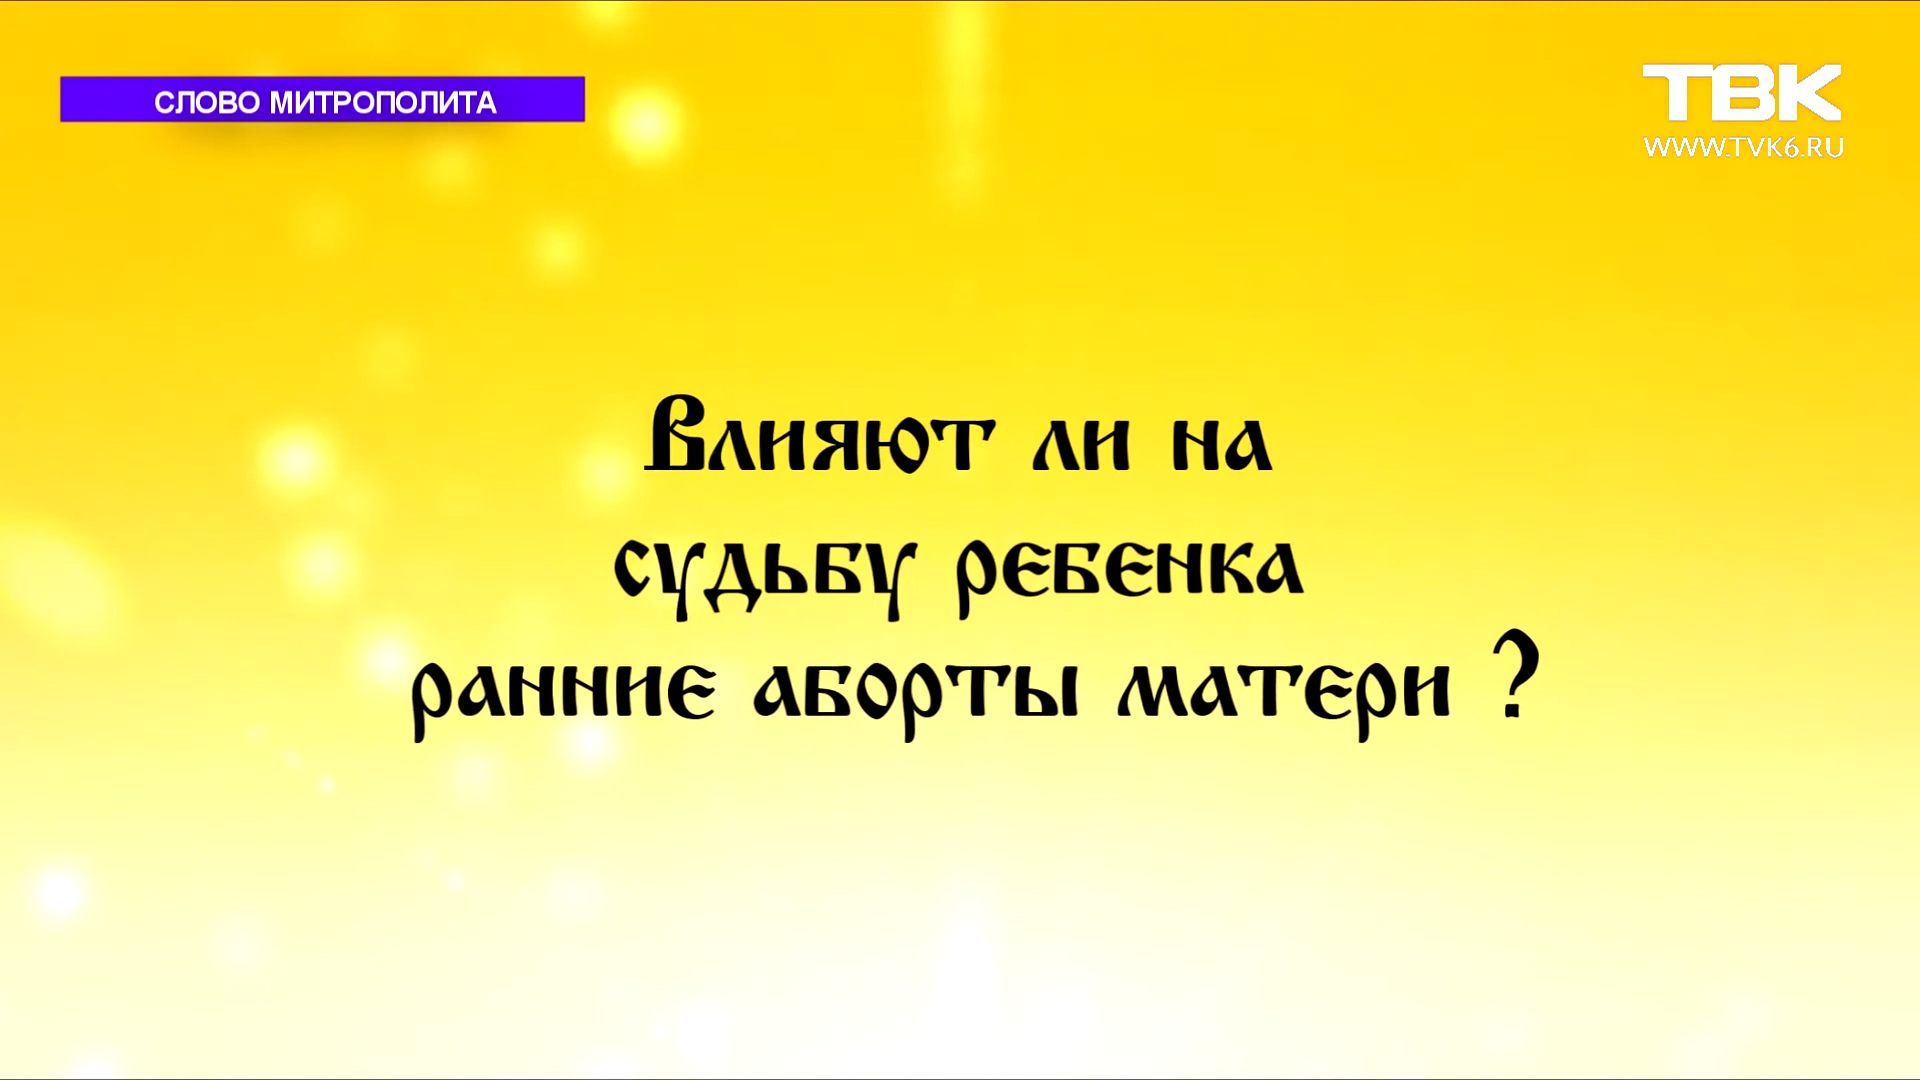 СЛОВО МИТРОПОЛИТА
ТВК
WWW.TVK6.RU
Влияют ли на
судьбу ребенка
ранние аборты матери ?